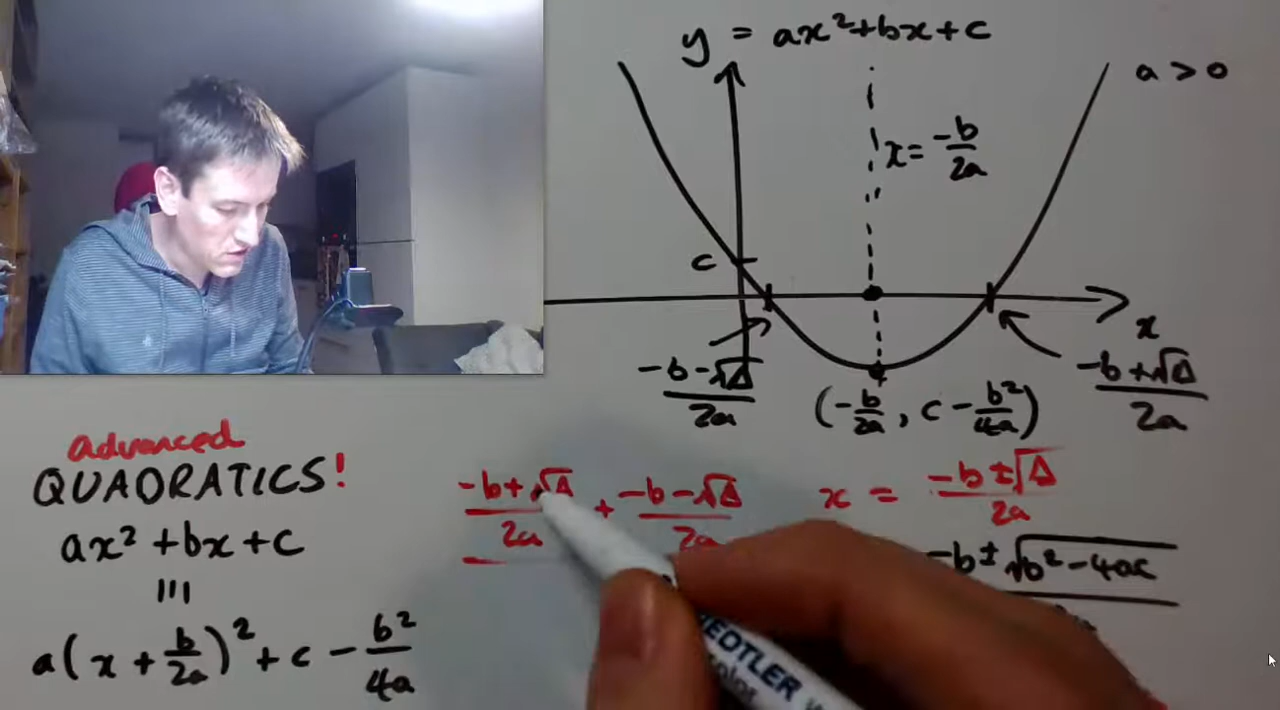 y = ax²+bx+c
a > 0
x = -b/2a
c
x
-b-√Δ/2a
(-b/2a, c - b²/4a)
-b+√Δ/2a
advanced
QUADRATICS!
ax² + bx + c
≡
a(x + b/2a)² + c - b²/4a
-b+√Δ/2a + -b-√Δ/2a
x = -b±√Δ/2a
-b±√b²-4ac
STAEDTLER